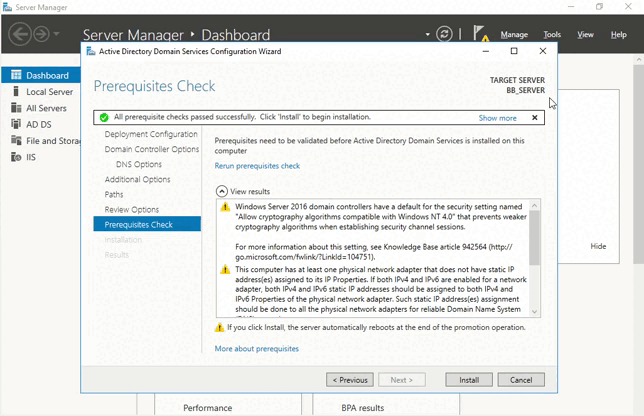 Server Manager
Server Manager • Dashboard
Manage Tools View Help
Dashboard
Local Server
All Servers
AD DS
File and Stora
IIS
Hide
Performance
BPA results
Active Directory Domain Services Configuration Wizard
Prerequisites Check
TARGET SERVER
BB_SERVER
All prerequisite checks passed successfully. Click 'Install' to begin installation.
Show more
Deployment Configuration
Domain Controller Options
DNS Options
Additional Options
Paths
Review Options
Prerequisites Check
Installation
Results
Prerequisites need to be validated before Active Directory Domain Services is installed on this
computer
Rerun prerequisites check
View results
Windows Server 2016 domain controllers have a default for the security setting named
"Allow cryptography algorithms compatible with Windows NT 4.0" that prevents weaker
cryptography algorithms when establishing security channel sessions.
For more information about this setting, see Knowledge Base article 942564 (http://
go.microsoft.com/fwlink/?LinkId=104751).
This computer has at least one physical network adapter that does not have static IP
address(es) assigned to its IP Properties. If both IPv4 and IPv6 are enabled for a network
adapter, both IPv4 and IPv6 static IP addresses should be assigned to both IPv4 and
IPv6 Properties of the physical network adapter. Such static IP address(es) assignment
should be done to all the physical network adapters for reliable Domain Name System
If you click Install, the server automatically reboots at the end of the promotion operation.
More about prerequisites
< Previous
Next >
Install
Cancel